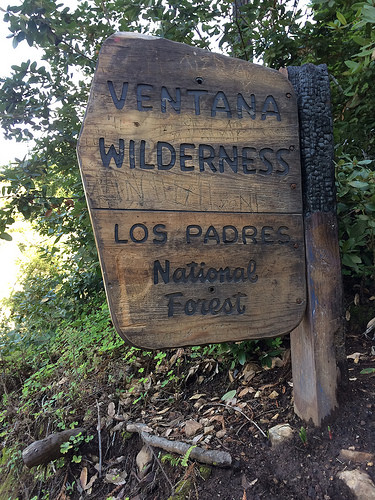 VENTANA
WILDERNESS
LOS PADRES
National
Forest